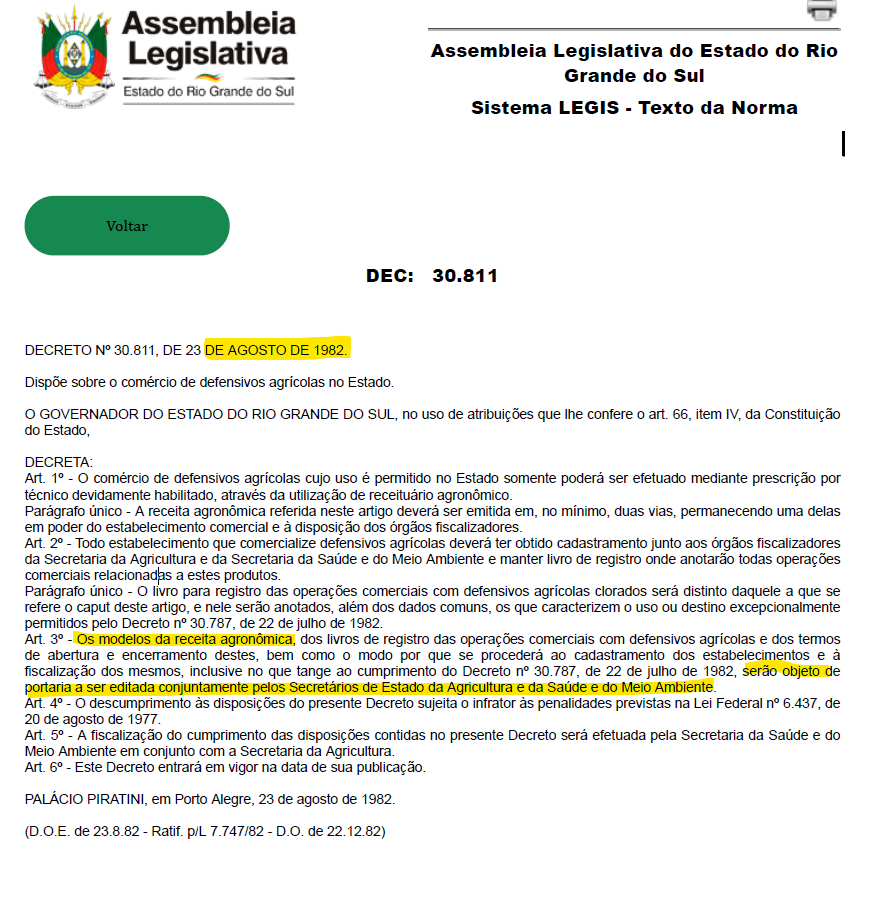 Assembleia
Legislativa
Estado do Rio Grande do Sul
Assembleia Legislativa do Estado do Rio
Grande do Sul
Sistema LEGIS - Texto da Norma
Voltar
DEC: 30.811
DECRETO Nº 30.811, DE 23 DE AGOSTO DE 1982.
Dispõe sobre o comércio de defensivos agrícolas no Estado.
O GOVERNADOR DO ESTADO DO RIO GRANDE DO SUL, no uso de atribuições que lhe confere o art. 66, item IV, da Constituição
do Estado,
DECRETA:
Art. 1º - O comércio de defensivos agrícolas cujo uso é permitido no Estado somente poderá ser efetuado mediante prescrição por
técnico devidamente habilitado, através da utilização de receituário agronômico.
Parágrafo único - A receita agronômica referida neste artigo deverá ser emitida em, no mínimo, duas vias, permanecendo uma delas
em poder do estabelecimento comercial e à disposição dos órgãos fiscalizadores.
Art. 2º - Todo estabelecimento que comercialize defensivos agrícolas deverá ter obtido cadastramento junto aos órgãos fiscalizadores
da Secretaria da Agricultura e da Secretaria da Saúde e do Meio Ambiente e manter livro de registro onde anotarão todas operações
comerciais relacionadas a estes produtos.
Parágrafo único - O livro para registro das operações comerciais com defensivos agrícolas clorados será distinto daquele a que se
refere o caput deste artigo, e nele serão anotados, além dos dados comuns, os que caracterizem o uso ou destino excepcionalmente
permitidos pelo Decreto nº 30.787, de 22 de julho de 1982.
Art. 3º - Os modelos da receita agronômica, dos livros de registro das operações comerciais com defensivos agrícolas e dos termos
de abertura e encerramento destes, bem como o modo por que se procederá ao cadastramento dos estabelecimentos e à
fiscalização dos mesmos, inclusive no que tange ao cumprimento do Decreto nº 30.787, de 22 de julho de 1982, serão objeto de
portaria a ser editada conjuntamente pelos Secretários de Estado da Agricultura e da Saúde e do Meio Ambiente.
Art. 4º - O descumprimento às disposições do presente Decreto sujeita o infrator às penalidades previstas na Lei Federal nº 6.437, de
20 de agosto de 1977.
Art. 5º - A fiscalização do cumprimento das disposições contidas no presente Decreto será efetuada pela Secretaria da Saúde e do
Meio Ambiente em conjunto com a Secretaria da Agricultura.
Art. 6º - Este Decreto entrará em vigor na data de sua publicação.
PALÁCIO PIRATINI, em Porto Alegre, 23 de agosto de 1982.
(D.O.E. de 23.8.82 - Ratif. p/L 7.747/82 - D.O. de 22.12.82)